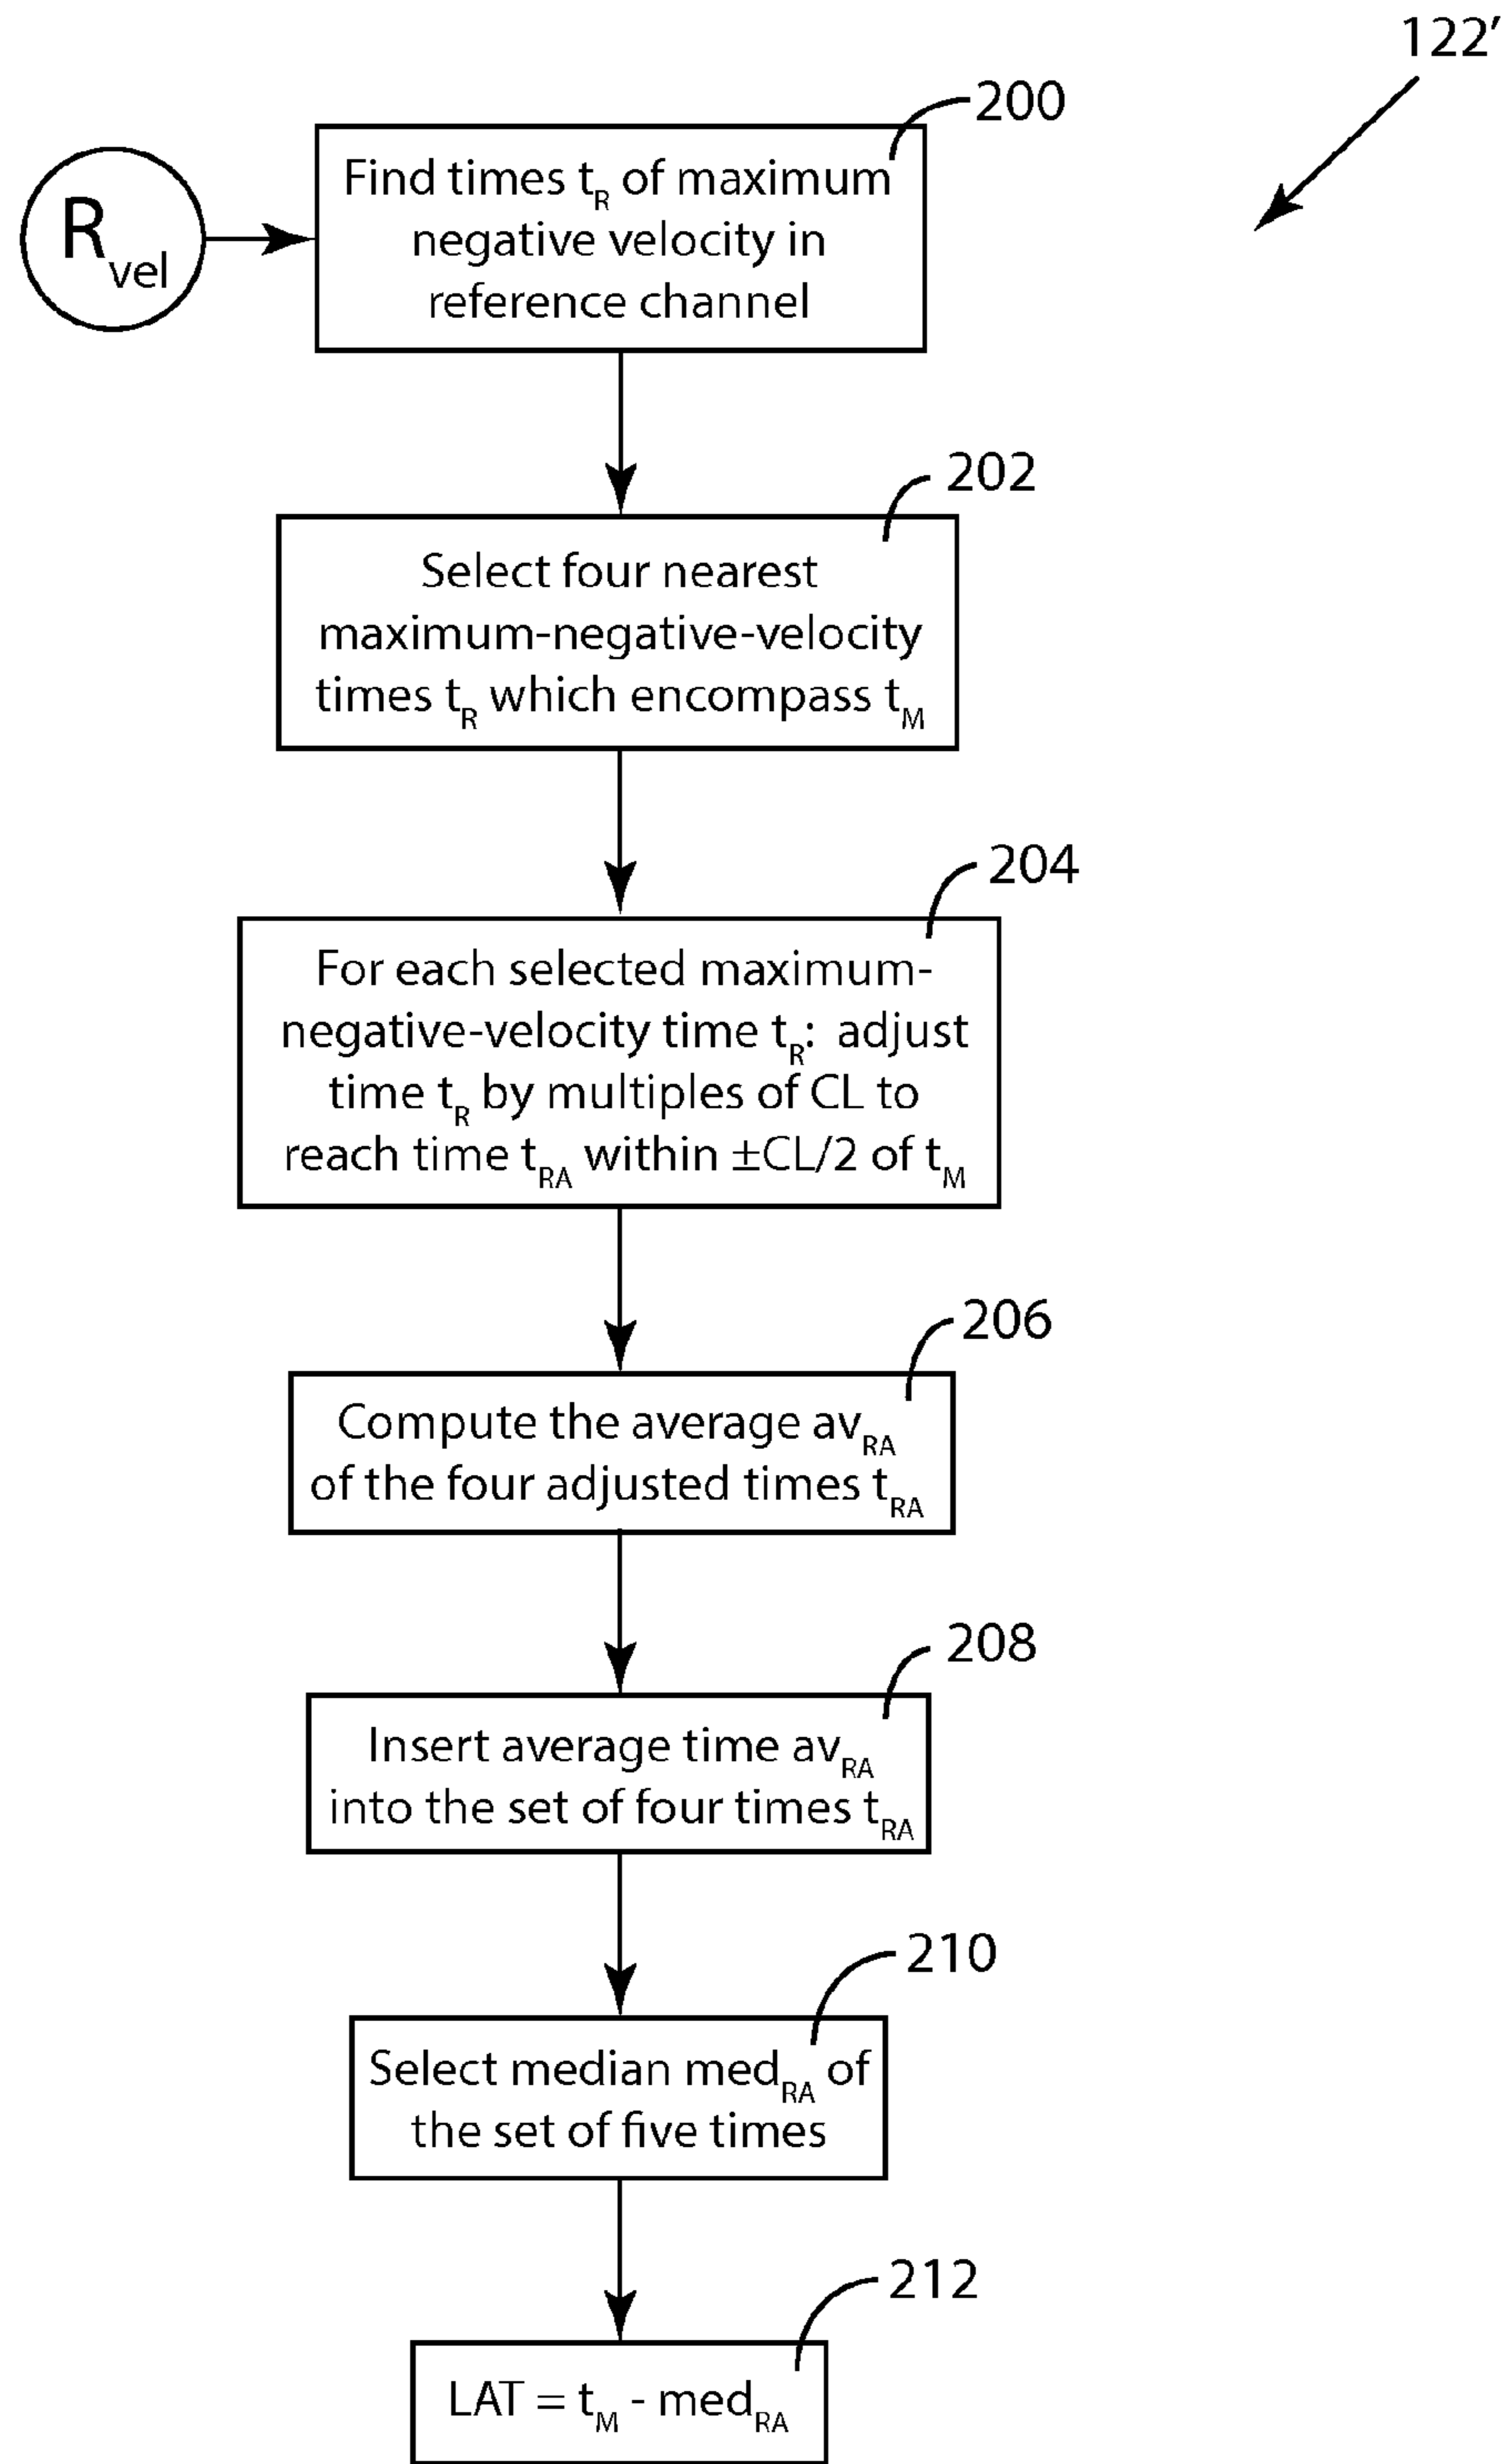 122'
200
R vel
Find times tR of maximum
negative velocity in
reference channel
202
Select four nearest
maximum-negative-velocity
times tR which encompass tM
204
For each selected maximum-
negative-velocity time tR: adjust
time tR by multiples of CL to
reach time tRA within ±CL/2 of tM
206
Compute the average avRA
of the four adjusted times tRA
208
Insert average time avRA
into the set of four times tRA
210
Select median medRA of
the set of five times
212
LAT = tM - medRA